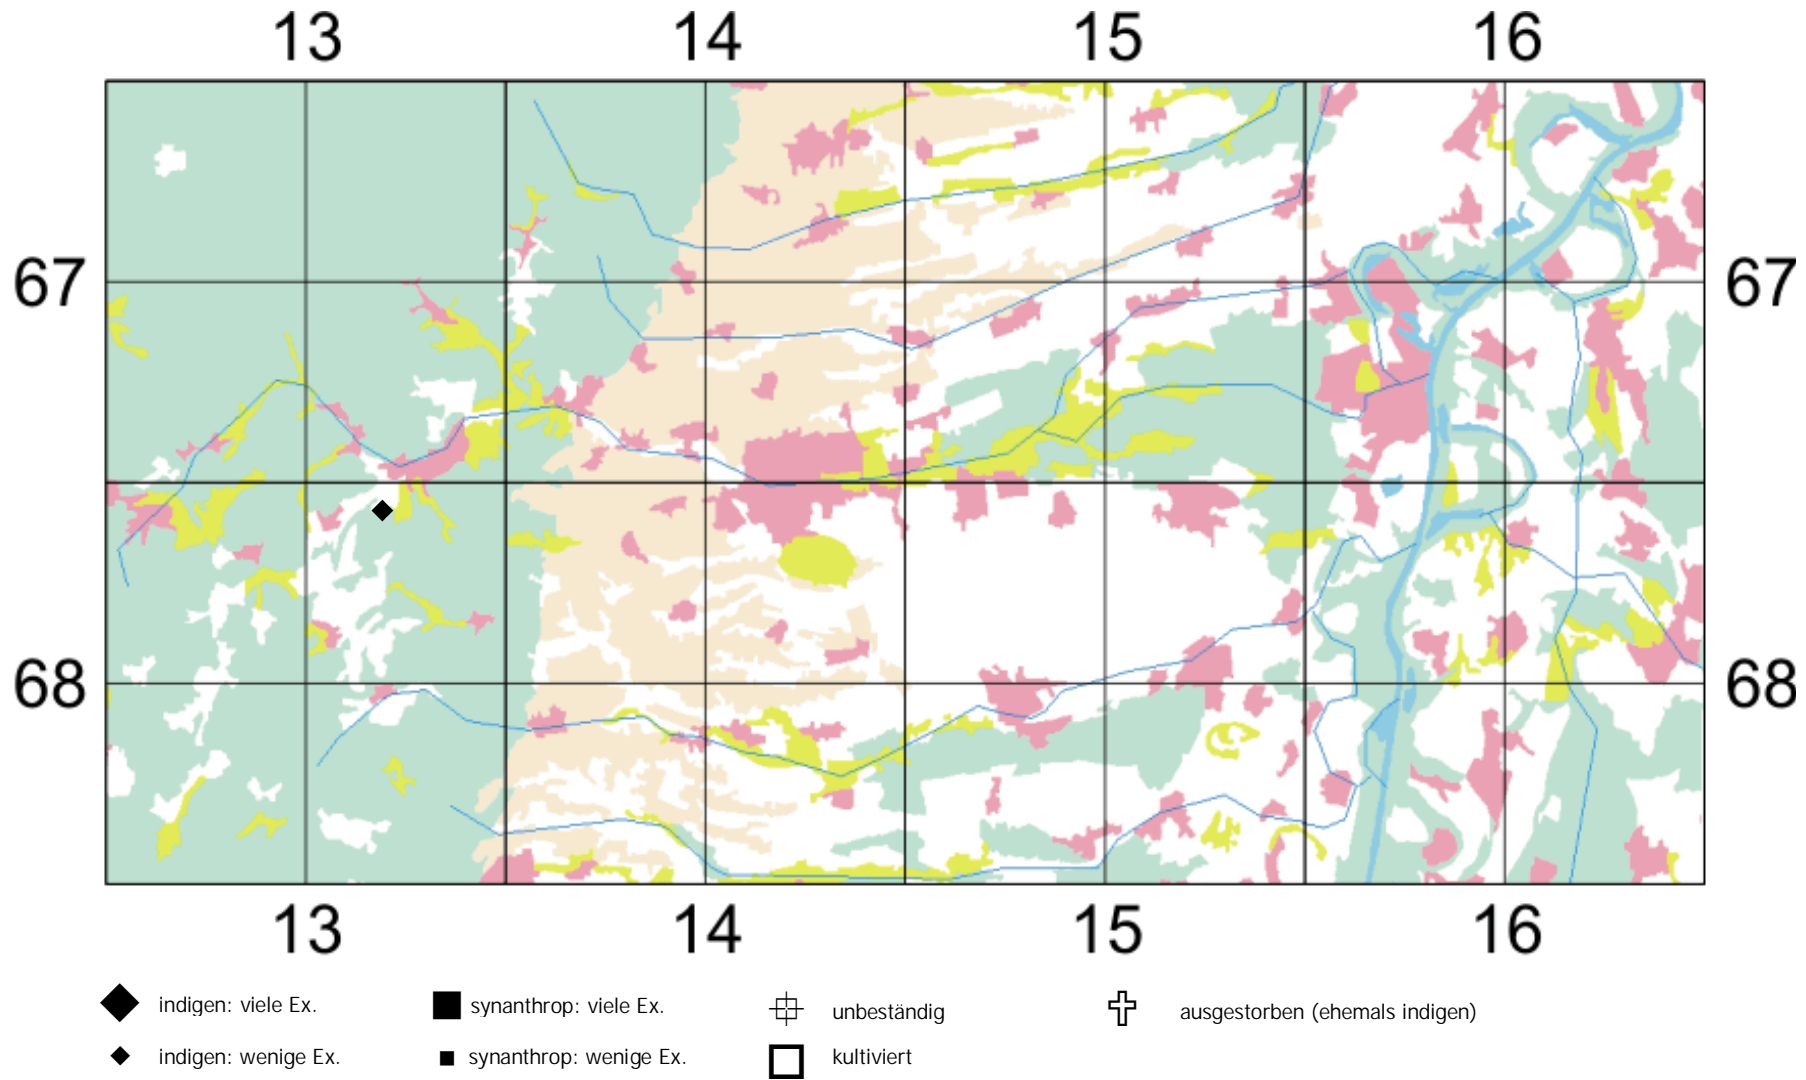 13 14 15 16
67 67
68 68
13 14 15 16
indigen: viele Ex. synanthrop: viele Ex. unbeständig ausgestorben (ehemals indigen)
indigen: wenige Ex. synanthrop: wenige Ex. kultiviert